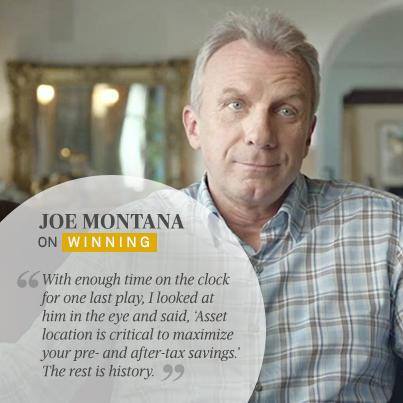 JOE MONTANA
ON WINNING
“With enough time on the clock
for one last play, I looked at
him in the eye and said, ‘Asset
location is critical to maximize
your pre- and after-tax savings.’
The rest is history.”